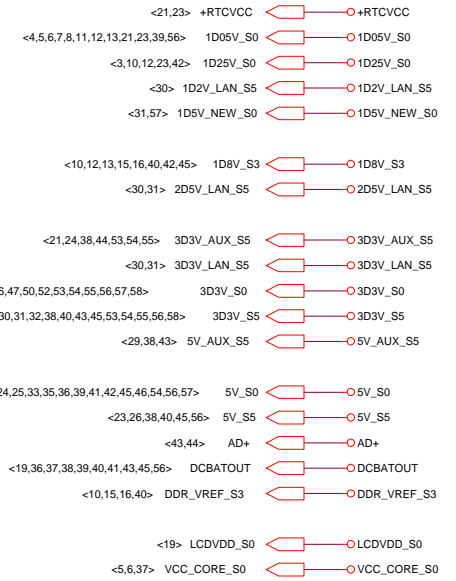 <21,23> +RTCVCC +RTCVCC
<4,5,6,7,8,11,12,13,21,23,39,56> 1D05V_S0 1D05V_S0
<3,10,12,23,42> 1D25V_S0 1D25V_S0
<30> 1D2V_LAN_S5 1D2V_LAN_S5
<31,57> 1D5V_NEW_S0 1D5V_NEW_S0
<10,12,13,15,16,40,42,45> 1D8V_S3 1D8V_S3
<30,31> 2D5V_LAN_S5 2D5V_LAN_S5
<21,24,38,44,53,54,55> 3D3V_AUX_S5 3D3V_AUX_S5
<30,31> 3D3V_LAN_S5 3D3V_LAN_S5
,47,50,52,53,54,55,56,57,58> 3D3V_S0 3D3V_S0
30,31,32,38,40,43,45,53,54,55,56,58> 3D3V_S5 3D3V_S5
<29,38,43> 5V_AUX_S5 5V_AUX_S5
24,25,33,35,36,39,41,42,45,46,54,56,57> 5V_S0 5V_S0
<23,26,38,40,45,56> 5V_S5 5V_S5
<43,44> AD+ AD+
<19,36,37,38,39,40,41,43,45,56> DCBATOUT DCBATOUT
<10,15,16,40> DDR_VREF_S3 DDR_VREF_S3
<19> LCDVDD_S0 LCDVDD_S0
<5,6,37> VCC_CORE_S0 VCC_CORE_S0